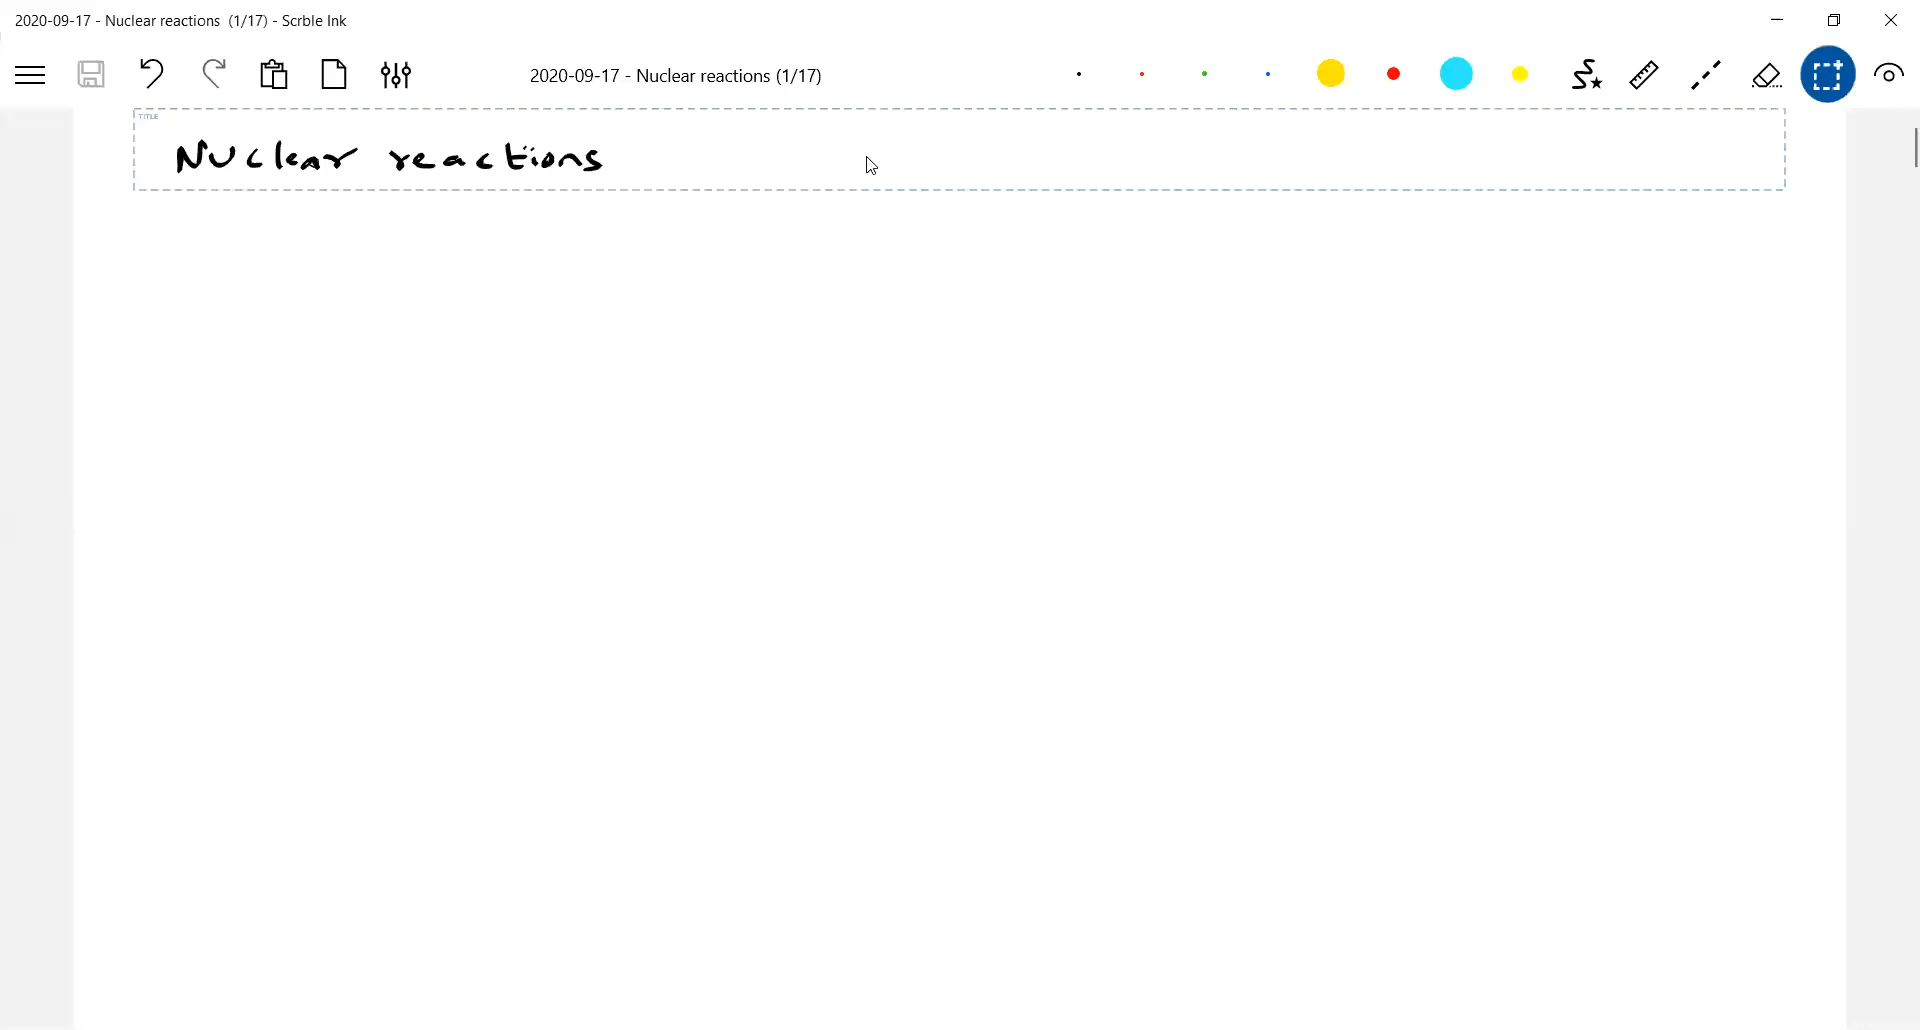 2020-09-17 - Nuclear reactions (1/17) - Scrble Ink
2020-09-17 - Nuclear reactions (1/17)
TITLE
Nuclear reactions